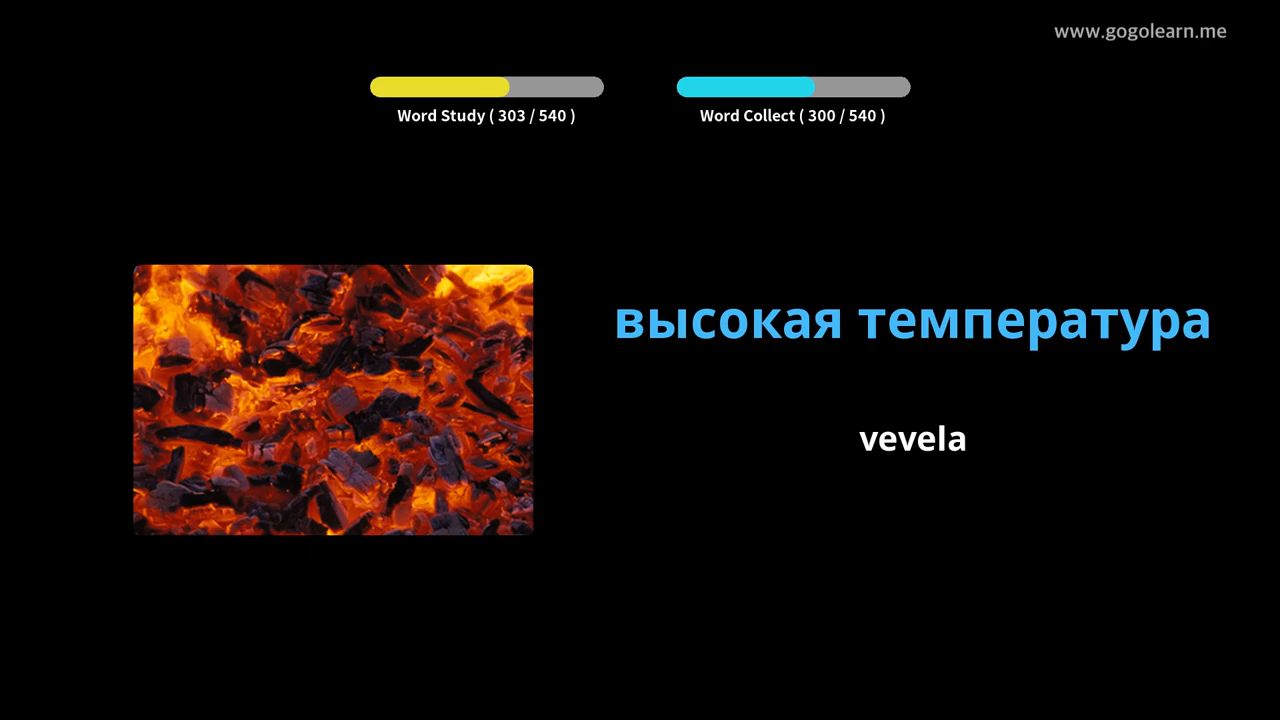 www.gogolearn.me
Word Study ( 303 / 540 )
Word Collect ( 300 / 540 )
высокая температура
vevela